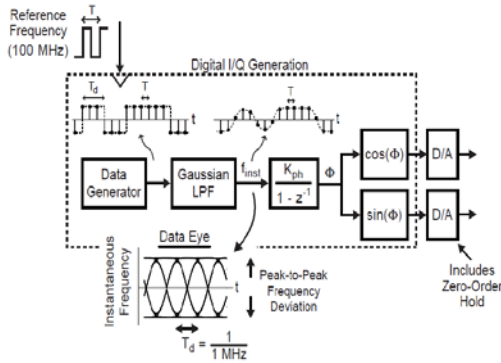 Reference
Frequency
(100 MHz)
T
Digital I/Q Generation
Td
T
t
T
t
Data
Generator
Gaussian
LPF
finst
Kph
1 - z-1
Φ
cos(Φ)
sin(Φ)
D/A
D/A
Includes
Zero-Order
Hold
Data Eye
Instantaneous
Frequency
t
Peak-to-Peak
Frequency
Deviation
Td = 1
1 MHz